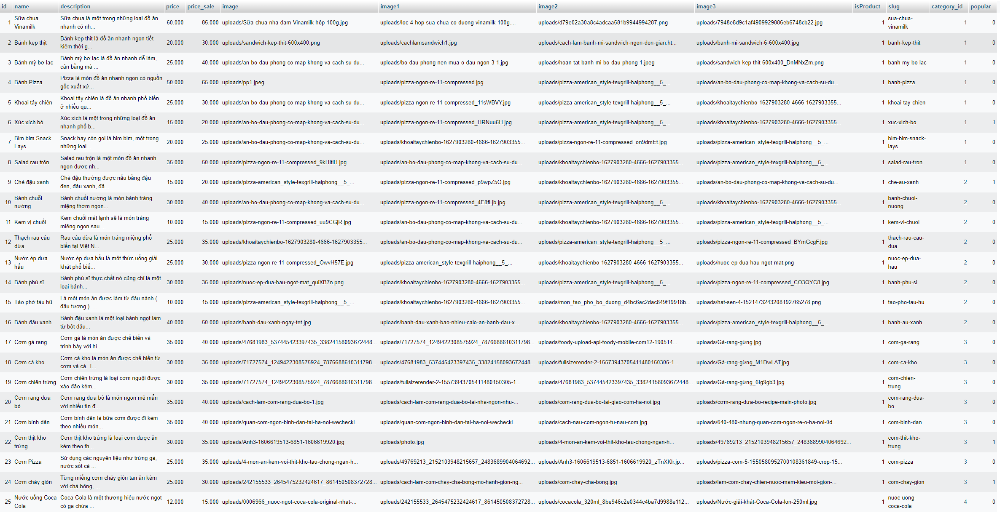 id name description price price_sale image image1 image2 image3 isProduct slug category_id popular
1 Sữa chua Vinamilk Sữa chua là một trong những loại đồ ăn nhanh có nh... 60.000 85.000 uploads/Sữa-chua-nha-đam-Vinamilk-hộp-100g.jpg uploads/loc-4-hop-sua-chua-co-duong-vinamilk-100g.... uploads/d79e02a30a8c4adcaa581b9944994287.png uploads/7948e8d9c1af4909929886eb6748cb22.jpg 1 sua-chua-vinamilk 1 0
2 Bánh kẹp thịt Bánh kẹp thịt là đồ ăn nhanh ngon tiết kiệm thời g... 20.000 30.000 uploads/sandwich-kep-thit-600x400.png uploads/cachlamsandwich1.jpg uploads/cach-lam-banh-mi-sandwich-ngon-don-gian.ht... uploads/banh-mi-sandwich-6-600x400.jpg 1 banh-kep-thit 1 0
3 Bánh mỳ bơ lạc Bánh mỳ bơ lạc là đồ ăn nhanh dễ làm, cân bằng mà ... 25.000 40.000 uploads/an-bo-dau-phong-co-map-khong-va-cach-su-du... uploads/bo-dau-phong-nen-mua-o-dau-ngon-3-1.jpg uploads/hoan-tat-banh-mi-bo-dau-phong-1.jpeg uploads/sandwich-kep-thit-600x400_DnMNxZm.png 1 banh-my-bo-lac 1 0
4 Bánh Pizza Pizza là món đồ ăn nhanh ngon có nguồn gốc xuất xứ... 50.000 65.000 uploads/pp1.jpeg uploads/pizza-ngon-re-11-compressed.jpg uploads/pizza-american_style-texgrill-haiphong__5_... uploads/an-bo-dau-phong-co-map-khong-va-cach-su-du... 1 banh-pizza 1 0
5 Khoai tây chiên Khoai tây chiên là đồ ăn nhanh phổ biến ở nhiều qu... 25.000 30.000 uploads/an-bo-dau-phong-co-map-khong-va-cach-su-du... uploads/pizza-ngon-re-11-compressed_11sWBVY.jpg uploads/pizza-american_style-texgrill-haiphong__5_... uploads/khoaitaychienbo-1627903280-4666-1627903355... 1 khoai-tay-chien 1 0
6 Xúc xích bò Xúc xích là một trong những loại đồ ăn nhanh phổ b... 15.000 20.000 uploads/an-bo-dau-phong-co-map-khong-va-cach-su-du... uploads/pizza-ngon-re-11-compressed_HRNuu6H.jpg uploads/pizza-american_style-texgrill-haiphong__5_... uploads/khoaitaychienbo-1627903280-4666-1627903355... 1 xuc-xich-bo 1 1
7 Bim bim Snack Lays Snack hay còn gọi là bim bim, một trong những loại... 20.000 25.000 uploads/an-bo-dau-phong-co-map-khong-va-cach-su-du... uploads/khoaitaychienbo-1627903280-4666-1627903355... uploads/pizza-ngon-re-11-compressed_on9dmEt.jpg uploads/pizza-american_style-texgrill-haiphong__5_... 1 bim-bim-snack-lays 1 0
8 Salad rau trộn Salad rau trộn là một món đồ ăn nhanh ngon được nh... 35.000 50.000 uploads/pizza-ngon-re-11-compressed_9kHItlH.jpg uploads/an-bo-dau-phong-co-map-khong-va-cach-su-du... uploads/khoaitaychienbo-1627903280-4666-1627903355... uploads/pizza-american_style-texgrill-haiphong__5_... 1 salad-rau-tron 1 0
9 Chè đậu xanh Chè đậu thường được nấu bằng đậu đen, đậu xanh, đậ... 15.000 20.000 uploads/pizza-american_style-texgrill-haiphong__5_... uploads/pizza-ngon-re-11-compressed_p9wpZ5O.jpg uploads/khoaitaychienbo-1627903280-4666-1627903355... uploads/an-bo-dau-phong-co-map-khong-va-cach-su-du... 1 che-au-xanh 2 1
10 Bánh chuỗi nướng Bánh chuối nướng là món bánh tráng miệng thơm ngon... 30.000 40.000 uploads/an-bo-dau-phong-co-map-khong-va-cach-su-du... uploads/pizza-ngon-re-11-compressed_4E8fLjb.jpg uploads/pizza-american_style-texgrill-haiphong__5_... uploads/khoaitaychienbo-1627903280-4666-1627903355... 1 banh-chuoi-nuong 2 0
11 Kem vị chuối Kem chuối mát lạnh sẽ là món tráng miệng ngon sau ... 10.000 15.000 uploads/pizza-ngon-re-11-compressed_uu9CGjR.jpg uploads/an-bo-dau-phong-co-map-khong-va-cach-su-du... uploads/khoaitaychienbo-1627903280-4666-1627903355... uploads/pizza-american_style-texgrill-haiphong__5_... 1 kem-vi-chuoi 2 0
12 Thạch rau câu dừa Rau câu dừa là món tráng miệng phổ biến tại Việt N... 25.000 35.000 uploads/khoaitaychienbo-1627903280-4666-1627903355... uploads/an-bo-dau-phong-co-map-khong-va-cach-su-du... uploads/pizza-american_style-texgrill-haiphong__5_... uploads/pizza-ngon-re-11-compressed_BYmGcgF.jpg 1 thach-rau-cau-dua 2 0
13 Nước ép dưa hấu Nước ép dưa hấu là một thức uống giải khát phổ biế... 25.000 30.000 uploads/pizza-ngon-re-11-compressed_OwvH57E.jpg uploads/pizza-american_style-texgrill-haiphong__5_... uploads/khoaitaychienbo-1627903280-4666-1627903355... uploads/nuoc-ep-dua-hau-ngot-mat.png 1 nuoc-ep-dua-hau 2 0
14 Bánh phú sĩ Bánh phú sĩ thực chất nó cũng chỉ là một loại bánh... 30.000 35.000 uploads/nuoc-ep-dua-hau-ngot-mat_quiXB7n.png uploads/khoaitaychienbo-1627903280-4666-1627903355... uploads/pizza-american_style-texgrill-haiphong__5_... uploads/pizza-ngon-re-11-compressed_CO3QYC8.jpg 1 banh-phu-si 2 0
15 Tào phớ tàu hũ Là một món ăn được làm từ đậu nành ( đậu tương ). ... 10.000 15.000 uploads/pizza-american_style-texgrill-haiphong__5_... uploads/khoaitaychienbo-1627903280-4666-1627903355... uploads/mon_tao_pho_bo_duong_d4bc6ac2dac849f19918b... uploads/hat-sen-4-1521473243208192765278.png 1 tao-pho-tau-hu 2 0
16 Bánh đậu xanh Bánh đậu xanh là một loại bánh ngọt làm từ bột đậu... 40.000 50.000 uploads/banh-dau-xanh-ngay-tet.jpg uploads/banh-dau-xanh-bao-nhieu-calo-an-banh-dau-x... uploads/khoaitaychienbo-1627903280-4666-1627903355... uploads/pizza-american_style-texgrill-haiphong__5_... 1 banh-au-xanh 2 0
17 Cơm gà rang Cơm gà là món ăn được chế biến và trình bày với hì... 35.000 40.000 uploads/47681983_537445423397435_33824158093672448... uploads/71727574_1249422308575924_7876688610311798... uploads/foody-upload-api-foody-mobile-com12-190514... uploads/Gà-rang-gừng.jpg 1 com-ga-rang 3 0
18 Cơm cá kho Cơm cá kho là món ăn được chế biến từ cơm và cá. T... 30.000 35.000 uploads/71727574_1249422308575924_7876688610311798... uploads/47681983_537445423397435_33824158093672448... uploads/fullsizerender-2-15573943705411480150305-1... uploads/Gà-rang-gừng_M1DwLAT.jpg 1 com-ca-kho 3 0
19 Cơm chiên trứng Cơm chiên trứng là loại cơm nguội được xào đảo kèm... 30.000 35.000 uploads/71727574_1249422308575924_7876688610311798... uploads/fullsizerender-2-15573943705411480150305-1... uploads/47681983_537445423397435_33824158093672448... uploads/Gà-rang-gừng_6Ig9gb3.jpg 1 com-chien-trung 3 0
20 Cơm rang dưa bò Cơm rang dưa bò là món ngon mê mẩn với nhiều tín đ... 35.000 40.000 uploads/cach-lam-com-rang-dua-bo-1.jpg uploads/cach-lam-com-rang-dua-bo-tai-nha-ngon-nhu-... uploads/com-rang-dua-bo-tai-giao-com-ha-noi.jpg uploads/cơm-rang-dưa-bo-recipe-main-photo.jpg 1 com-rang-dua-bo 3 0
21 Cơm bình dân Cơm bình dân là bữa cơm được đi kèm theo nhiều món... 35.000 40.000 uploads/quan-com-ngon-binh-dan-tai-ha-noi-wechecki... uploads/quan-com-ngon-binh-dan-tai-ha-noi-wechecki... uploads/cach-nau-com-ngon-tu-nau-com.jpg uploads/640-480-nhung-quan-com-ngon-re-o-ha-noi-0d... 1 com-binh-dan 3 0
22 Cơm thịt kho trứng Cơm thịt kho trứng là loại cơm được ăn kèm theo th... 30.000 35.000 uploads/Anh3-1606619513-6851-1606619920.jpg uploads/photo.jpg uploads/4-mon-an-kem-voi-thit-kho-tau-chong-ngan-h... uploads/49769213_2152103948215657_2483689904064692... 1 com-thit-kho-trung 3 1
23 Cơm Pizza Sử dụng các nguyên liệu như trứng gà, nước sốt cà ... 25.000 35.000 uploads/4-mon-an-kem-voi-thit-kho-tau-chong-ngan-h... uploads/49769213_2152103948215657_2483689904064692... uploads/Anh3-1606619513-6851-1606619920_zTnXKlr.jp... uploads/pizza-com-5-1550580952700108361849-crop-15... 1 com-pizza 3 0
24 Cơm cháy giòn Từng miếng cơm cháy giòn tan ăn kèm với chà bông, ... 25.000 30.000 uploads/242155533_2645475232424617_861450508372728... uploads/cach-lam-com-chay-cha-bong-mo-hanh-gion-ng... uploads/com-chay-cha-bong.jpg uploads/lam-com-chay-chien-nuoc-mam-kieu-moi-gion-... 1 com-chay-gion 3 1
25 Nước uống Coca Cola Coca-Cola là một thương hiệu nước ngọt có ga chứa ... 12.000 15.000 uploads/0006966_nuoc-ngot-coca-cola-original-nhat-... uploads/242155533_2645475232424617_861450508372728... uploads/cocacola_320ml_8be946c2e0344c4ba7d9988e112... uploads/Nước-giải-khát-Coca-Cola-lon-250ml.jpg 1 nuoc-uong-coca-cola 4 0